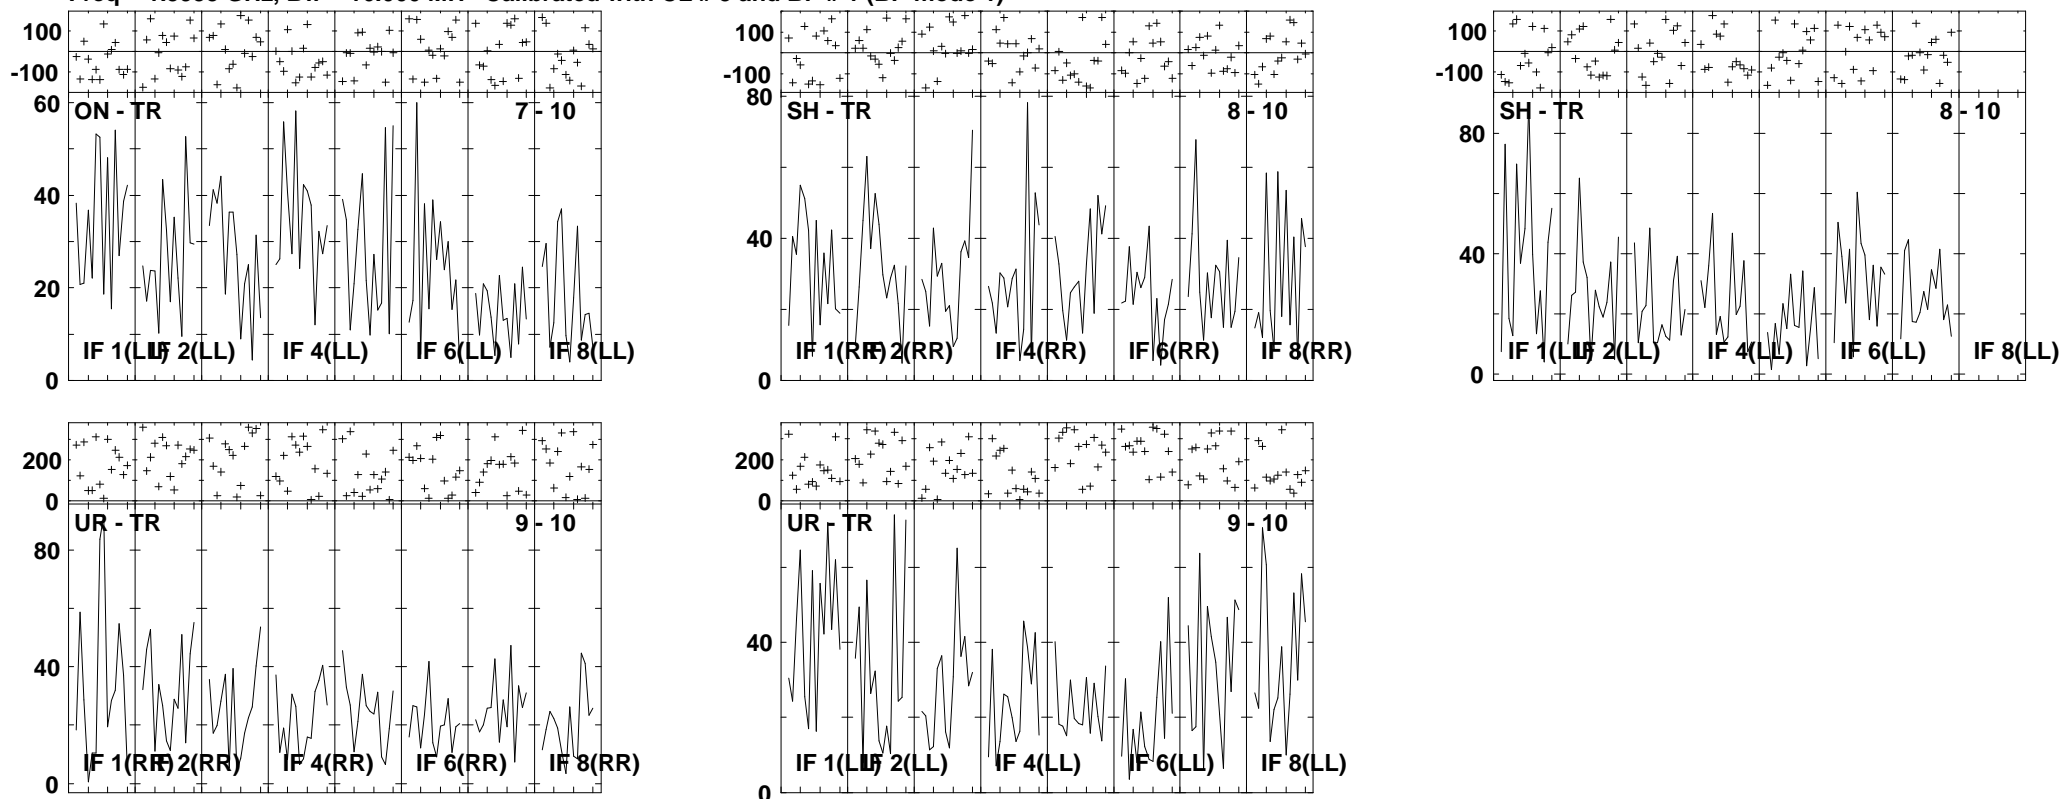 100
-100
60
40
20
0
ON - TR
7 - 10
IF 1(LL)
IF 2(LL)
IF 4(LL)
IF 6(LL)
IF 8(LL)
100
-100
80
40
0
SH - TR
8 - 10
IF 1(RR)
IF 2(RR)
IF 4(RR)
IF 6(RR)
IF 8(RR)
100
-100
80
40
0
SH - TR
8 - 10
IF 1(LL)
IF 2(LL)
IF 4(LL)
IF 6(LL)
IF 8(LL)
200
0
80
40
0
UR - TR
9 - 10
IF 1(RR)
IF 2(RR)
IF 4(RR)
IF 6(RR)
IF 8(RR)
200
0
40
0
UR - TR
9 - 10
IF 1(LL)
IF 2(LL)
IF 4(LL)
IF 6(LL)
IF 8(LL)